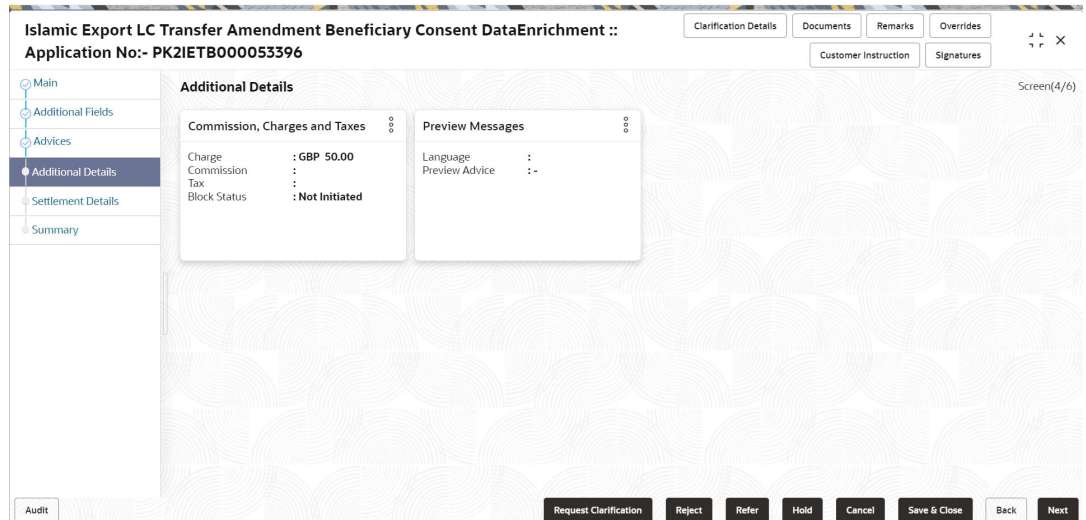 Islamic Export LC Transfer Amendment Beneficiary Consent DataEnrichment ::
Application No:- PK2IETB000053396
Clarification Details
Documents
Remarks
Overrides
Customer Instruction
Signatures
Main
Additional Fields
Advices
Additional Details
Settlement Details
Summary
Additional Details
Screen(4/6)
Commission, Charges and Taxes
Charge : GBP 50.00
Commission :
Tax :
Block Status : Not Initiated
Preview Messages
Language :
Preview Advice : -
Audit
Request Clarification
Reject
Refer
Hold
Cancel
Save & Close
Back
Next